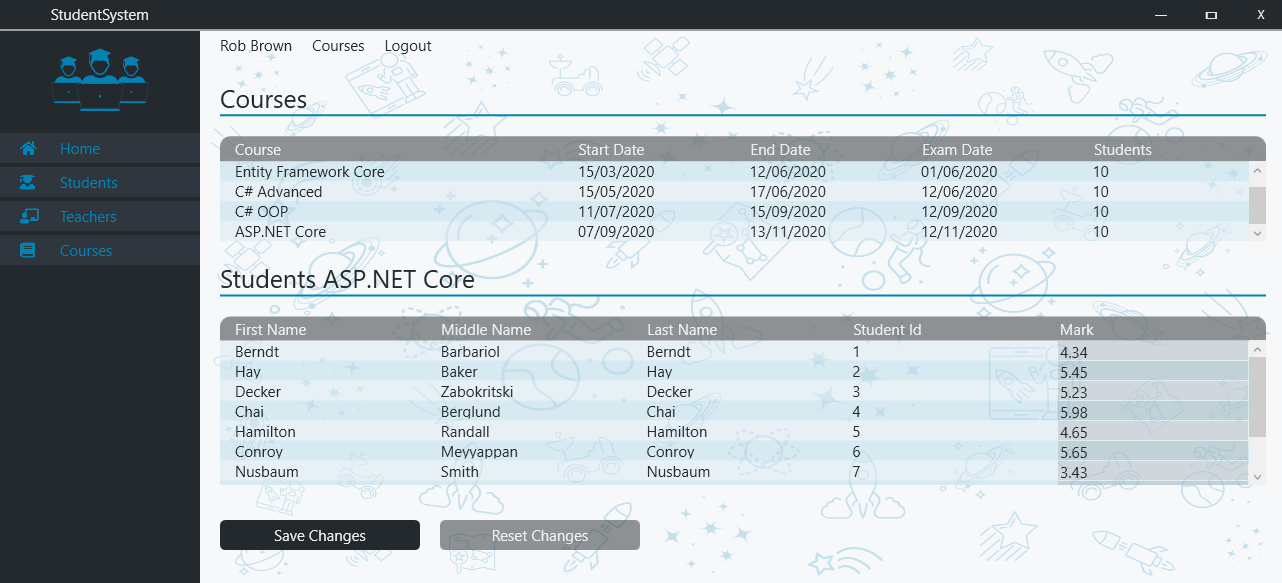 StudentSystem X
Rob Brown Courses Logout
Home
Students
Teachers
Courses
Courses
Course Start Date End Date Exam Date Students
Entity Framework Core 15/03/2020 12/06/2020 01/06/2020 10
C# Advanced 15/05/2020 17/06/2020 12/06/2020 10
C# OOP 11/07/2020 15/09/2020 12/09/2020 10
ASP.NET Core 07/09/2020 13/11/2020 12/11/2020 10
Students ASP.NET Core
First Name Middle Name Last Name Student Id Mark
Berndt Barbariol Berndt 1 4.34
Hay Baker Hay 2 5.45
Decker Zabokritski Decker 3 5.23
Chai Berglund Chai 4 5.98
Hamilton Randall Hamilton 5 4.65
Conroy Meyyappan Conroy 6 5.65
Nusbaum Smith Nusbaum 7 3.43
Save Changes Reset Changes